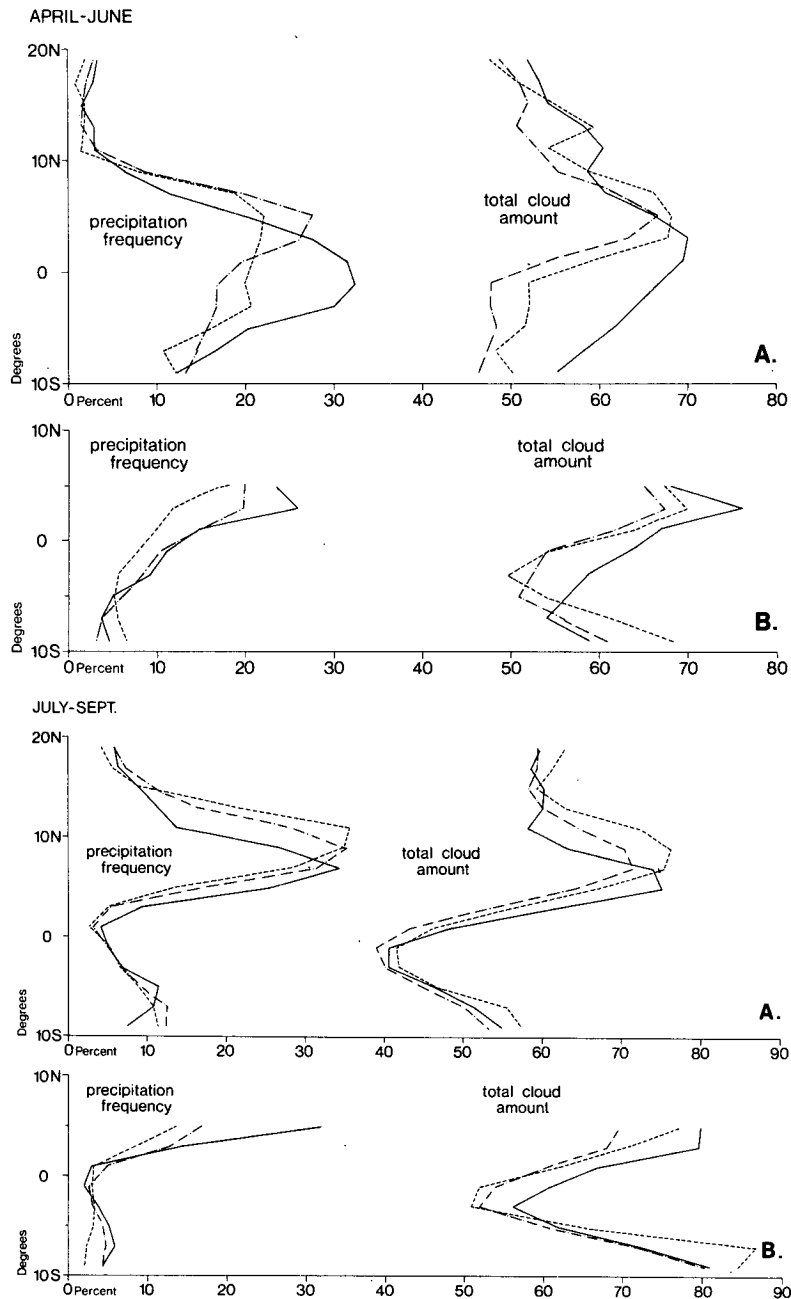 APRIL-JUNE
20N
10N
0
10S
Degrees
precipitation
frequency
total cloud
amount
A.
0 Percent 10 20 30 40 50 60 70 80
10N
0
10S
Degrees
precipitation
frequency
total cloud
amount
B.
0 Percent 10 20 30 40 50 60 70 80
JULY-SEPT.
20N
10N
0
10S
Degrees
precipitation
frequency
total cloud
amount
A.
0 Percent 10 20 30 40 50 60 70 80 90
10N
0
10S
Degrees
precipitation
frequency
total cloud
amount
B.
0 Percent 10 20 30 40 50 60 70 80 90